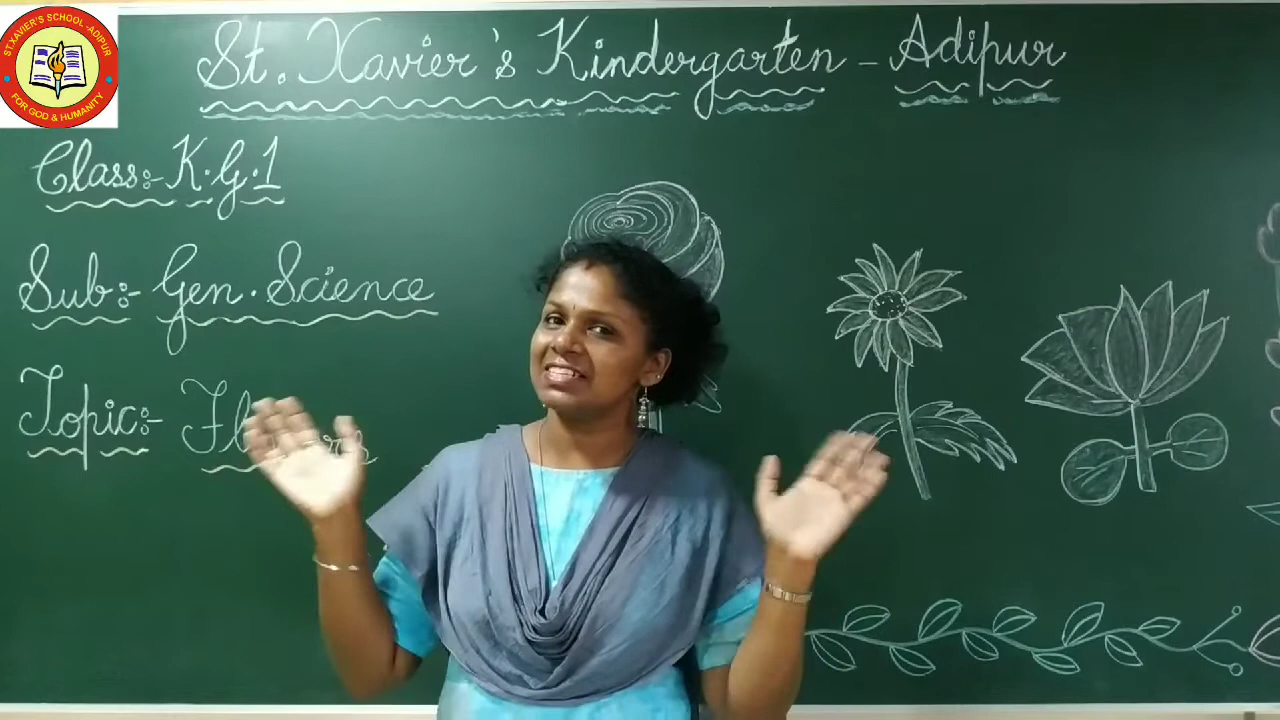 ST.XAVIER'S SCHOOL-ADIPUR
FOR GOD & HUMANITY
St. Xavier's Kindergarten - Adipur
Class:- K.G.1
Sub:- Gen. Science
Topic:-